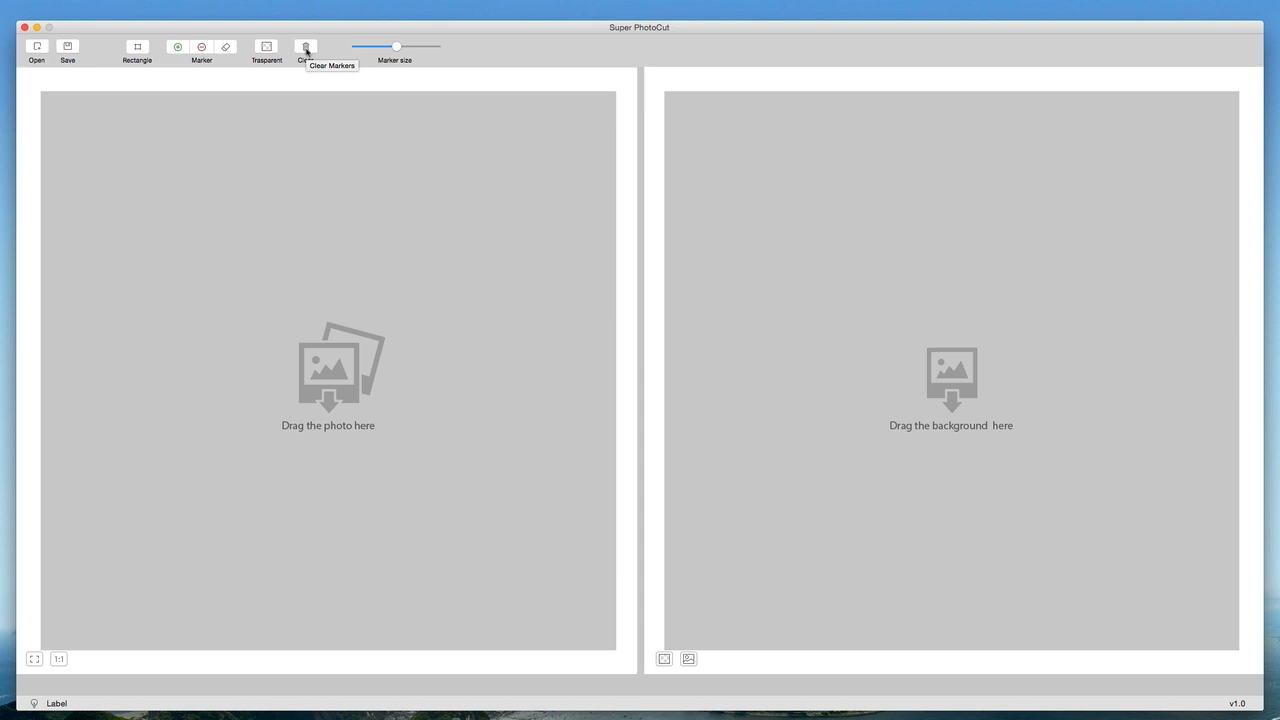 Super PhotoCut
Open Save Rectangle Marker Trasparent Marker size
Clear Markers
Drag the photo here
Drag the background here
1:1
Label
v1.0